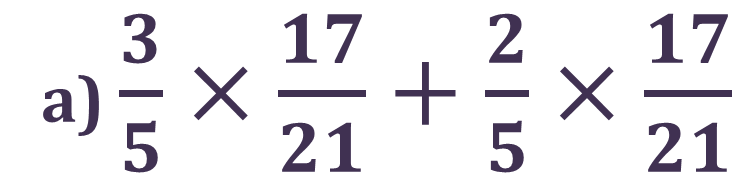 a) 3/5 × 17/21 + 2/5 × 17/21